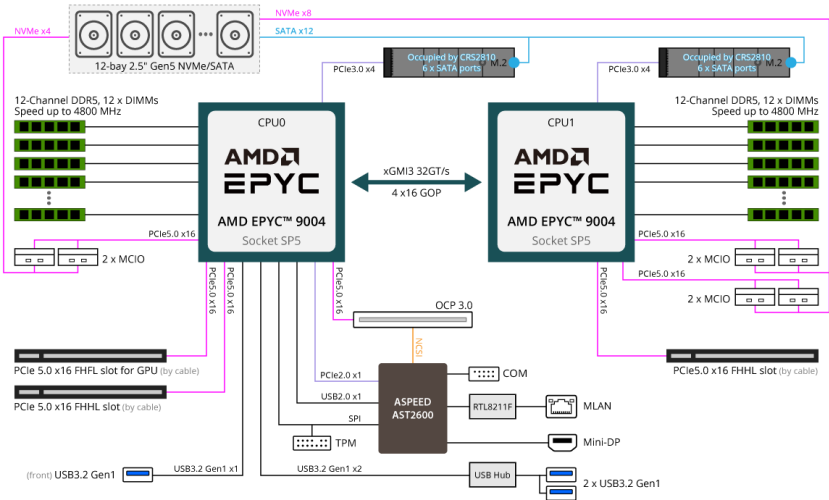 NVMe x8
NVMe x4
SATA x12
12-bay 2.5" Gen5 NVMe/SATA
PCIe3.0 x4
Occupied by CRS2810
6 x SATA ports
M.2
PCIe3.0 x4
Occupied by CRS2810
6 x SATA ports
M.2
12-Channel DDR5, 12 x DIMMs
Speed up to 4800 MHz
12-Channel DDR5, 12 x DIMMs
Speed up to 4800 MHz
CPU0
AMD
EPYC
AMD EPYC™ 9004
Socket SP5
xGMI3 32GT/s
4 x16 GOP
CPU1
AMD
EPYC
AMD EPYC™ 9004
Socket SP5
PCIe5.0 x16
2 x MCIO
PCIe5.0 x16
2 x MCIO
PCIe5.0 x16
2 x MCIO
PCIe5.0 x16
PCIe5.0 x16
PCIe5.0 x16
PCIe5.0 x16
OCP 3.0
NCSI
PCIe 5.0 x16 FHFL slot for GPU (by cable)
PCIe 5.0 x16 FHHL slot (by cable)
PCIe5.0 x16 FHHL slot (by cable)
PCIe2.0 x1
USB2.0 x1
SPI
TPM
ASPEED
AST2600
COM
RTL8211F
MLAN
Mini-DP
(front) USB3.2 Gen1
USB3.2 Gen1 x1
USB3.2 Gen1 x2
USB Hub
2 x USB3.2 Gen1